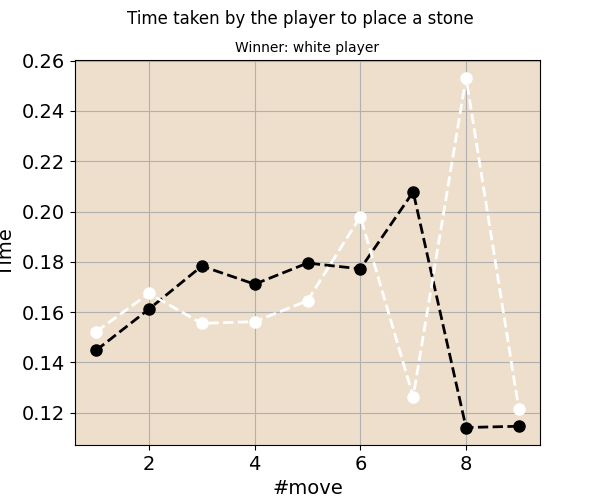 Time taken by the player to place a stone
Winner: white player
0.26
0.24
0.22
0.20
0.18
0.16
0.14
0.12
Time
2 4 6 8
#move